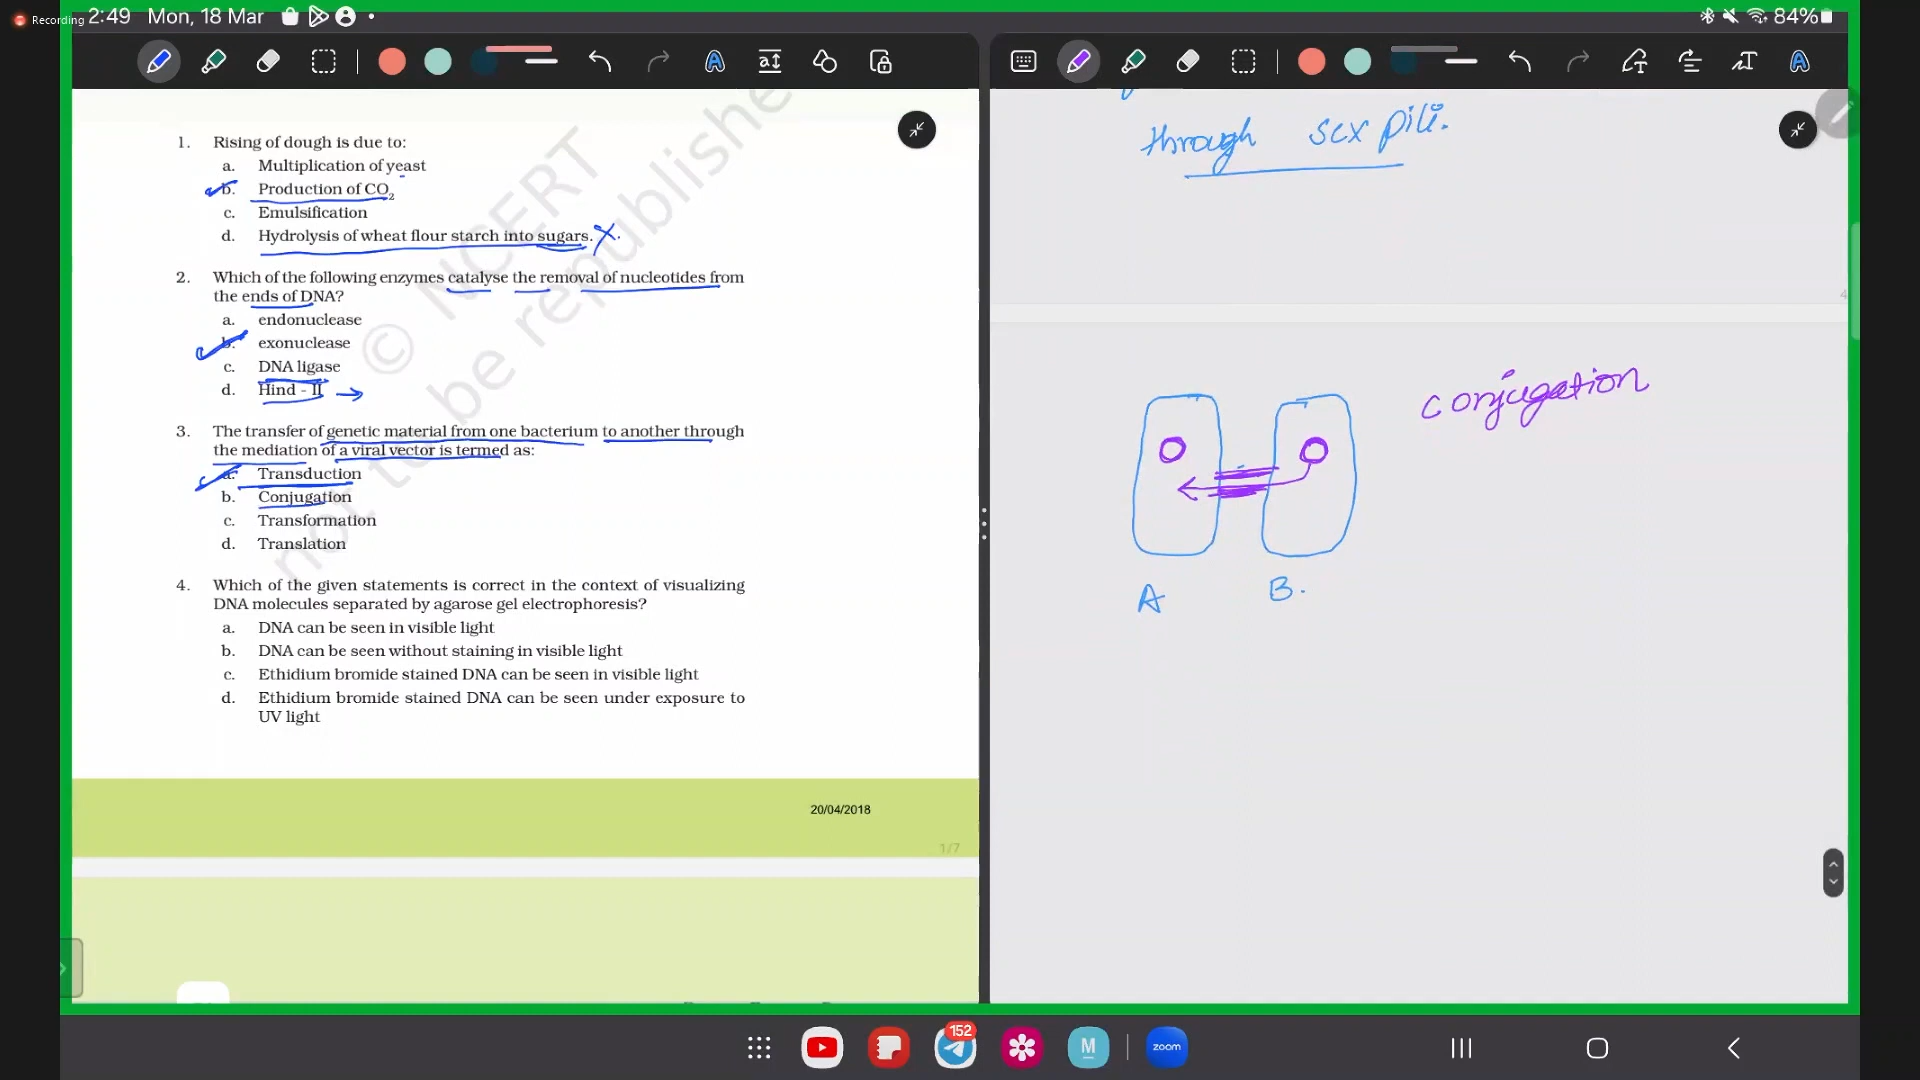 Recording
2:49 Mon, 18 Mar
84%
1. Rising of dough is due to:
a. Multiplication of yeast
b. Production of CO₂
c. Emulsification
d. Hydrolysis of wheat flour starch into sugars.
2. Which of the following enzymes catalyse the removal of nucleotides from
the ends of DNA?
a. endonuclease
b. exonuclease
c. DNA ligase
d. Hind - II
3. The transfer of genetic material from one bacterium to another through
the mediation of a viral vector is termed as:
a. Transduction
b. Conjugation
c. Transformation
d. Translation
4. Which of the given statements is correct in the context of visualizing
DNA molecules separated by agarose gel electrophoresis?
a. DNA can be seen in visible light
b. DNA can be seen without staining in visible light
c. Ethidium bromide stained DNA can be seen in visible light
d. Ethidium bromide stained DNA can be seen under exposure to
UV light
© NCERT
not to be republishe
20/04/2018
1/7
through sex pili.
4
conjugation
A B.
152
M
zoom